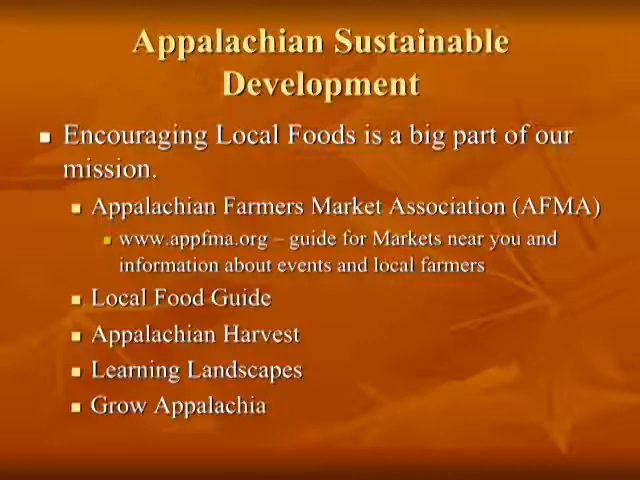 Appalachian Sustainable
Development
Encouraging Local Foods is a big part of our
mission.
Appalachian Farmers Market Association (AFMA)
www.appfma.org – guide for Markets near you and
information about events and local farmers
Local Food Guide
Appalachian Harvest
Learning Landscapes
Grow Appalachia